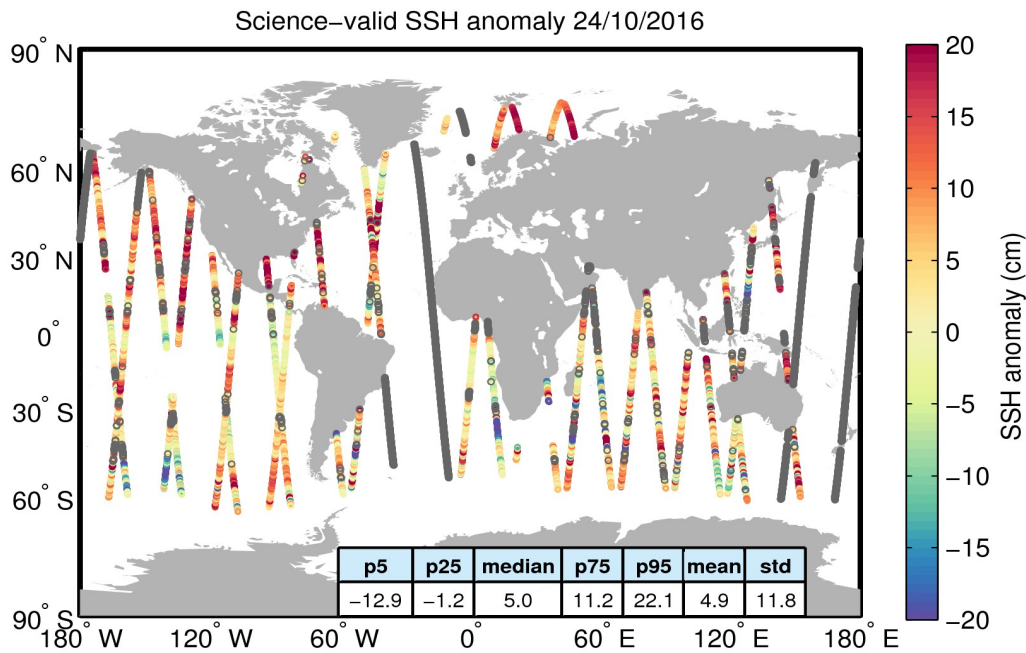 Science−valid SSH anomaly 24/10/2016
90° N
60° N
30° N
0°
30° S
60° S
90° S
180° W
120° W
60° W
0°
60° E
120° E
180° E
p5 p25 median p75 p95 mean std
−12.9 −1.2 5.0 11.2 22.1 4.9 11.8
20
15
10
5
0
−5
−10
−15
−20
SSH anomaly (cm)